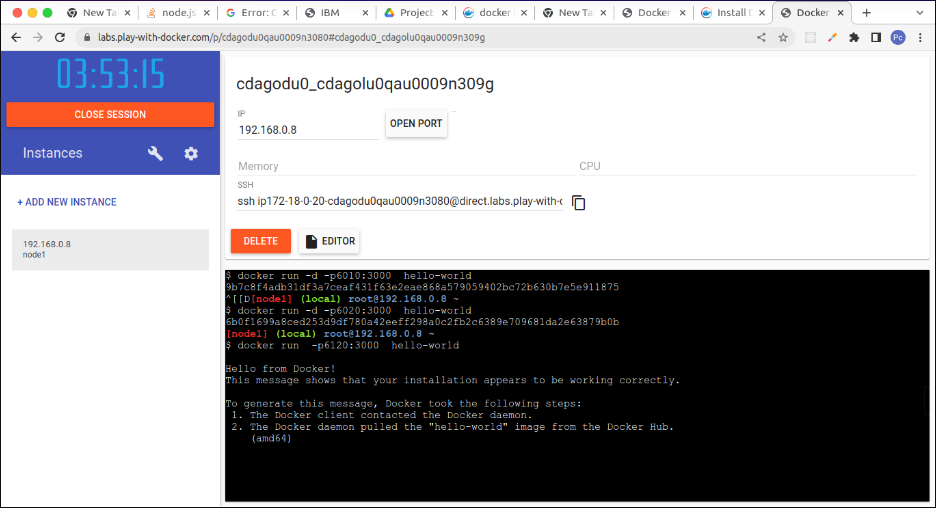 New Ta
node.js
Error: C
IBM
Project
docker
New Ta
Docker
Install D
Docker
labs.play-with-docker.com/p/cdagodu0qau0009n3080#cdagodu0_cdagolu0qau0009n309g
Pc
03:53:15
CLOSE SESSION
Instances
+ ADD NEW INSTANCE
192.168.0.8
node1
cdagodu0_cdagolu0qau0009n309g
IP
192.168.0.8
OPEN PORT
Memory
CPU
SSH
ssh ip172-18-0-20-cdagodu0qau0009n3080@direct.labs.play-with-c
DELETE
EDITOR
$ docker run -d -p6010:3000  hello-world
9b7c8f4adb31df3a7ceaf431f63e2eae868a579059402bc72b630b7e5e911875
^[[D[node1] (local) root@192.168.0.8 ~
$ docker run -d -p6020:3000  hello-world
6b0f1699a8ced253d9df780a42eeff298a0c2fb2c6389e709681da2e63879b0b
[node1] (local) root@192.168.0.8 ~
$ docker run  -p6120:3000  hello-world
Hello from Docker!
This message shows that your installation appears to be working correctly.
To generate this message, Docker took the following steps:
1. The Docker client contacted the Docker daemon.
2. The Docker daemon pulled the "hello-world" image from the Docker Hub.
(amd64)